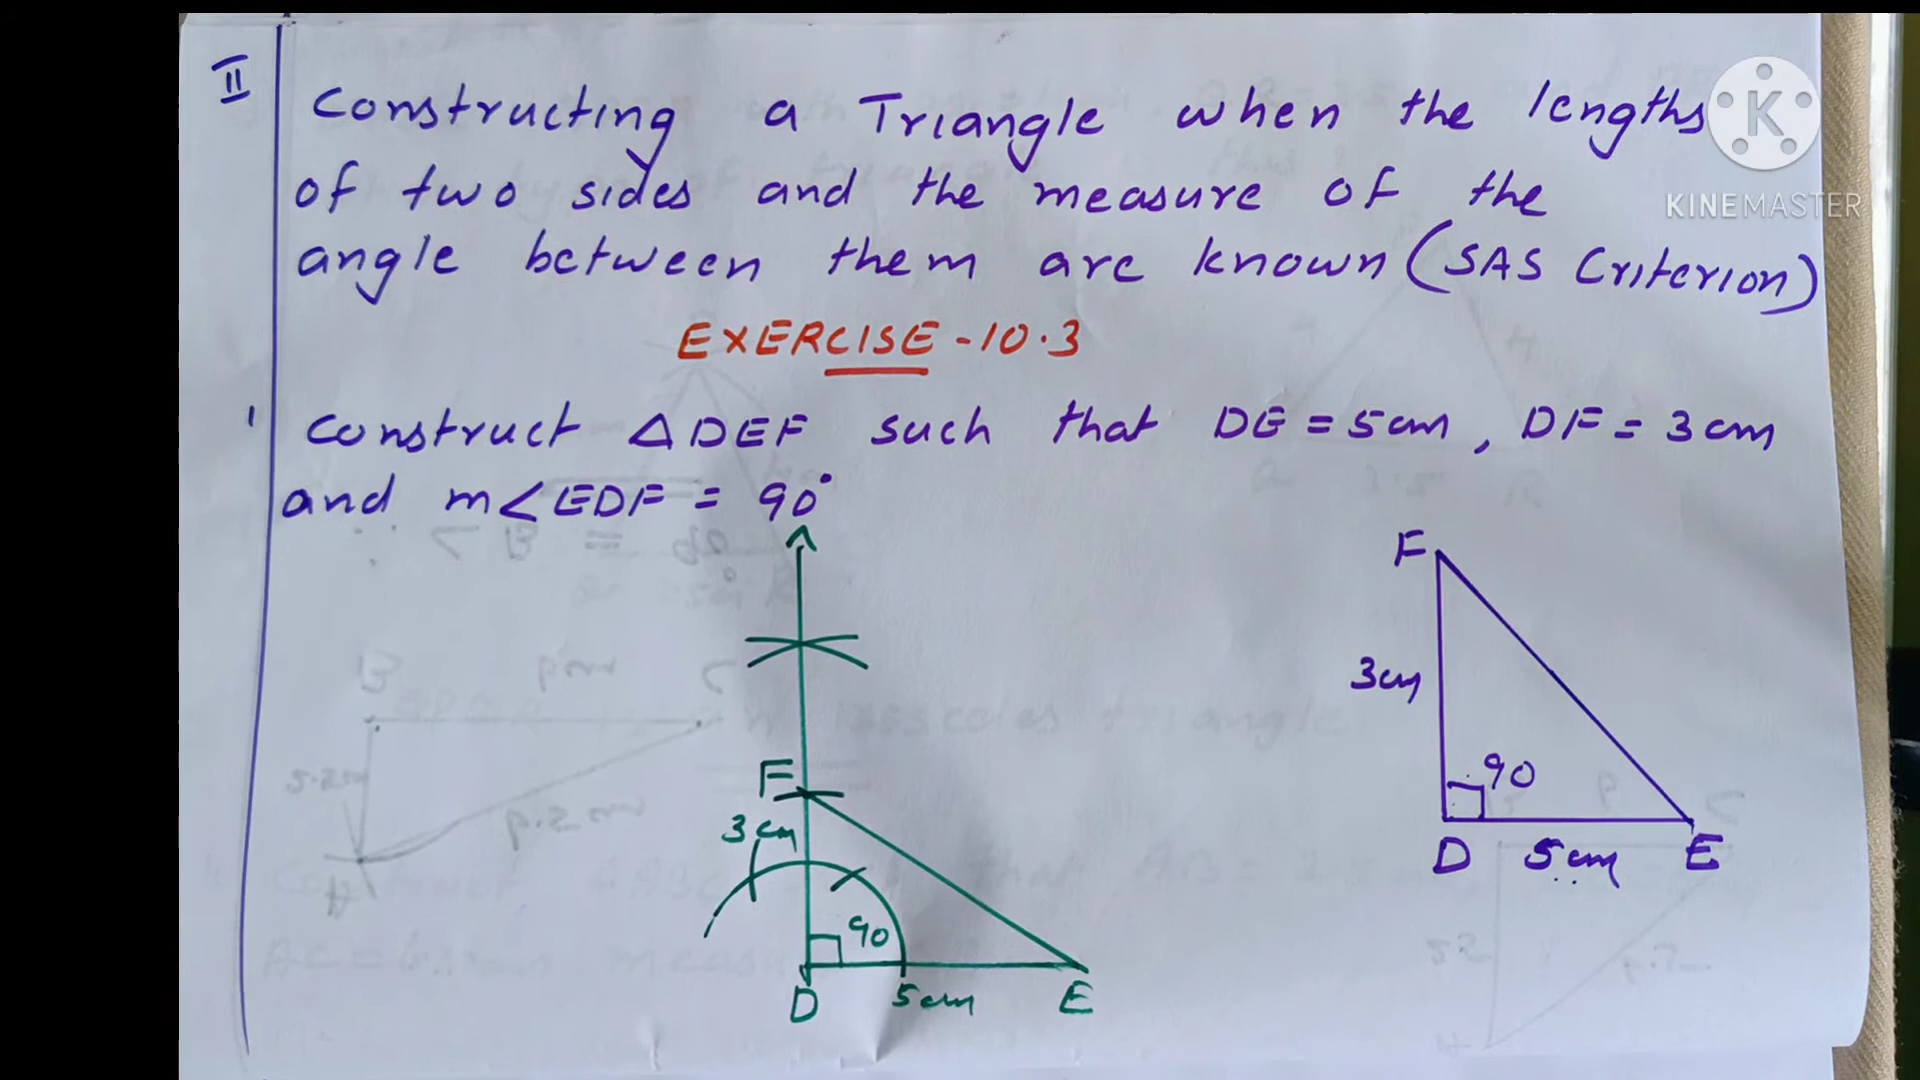 II
Constructing a Triangle when the lengths
of two sides and the measure of the
angle between them are known (SAS Criterion)
EXERCISE - 10.3
1 Construct △DEF such that DE = 5cm, DF = 3cm
and m∠EDF = 90°
F
3cm
90
D 5cm E
F
3cm
90
D 5cm E
K
KINEMASTER